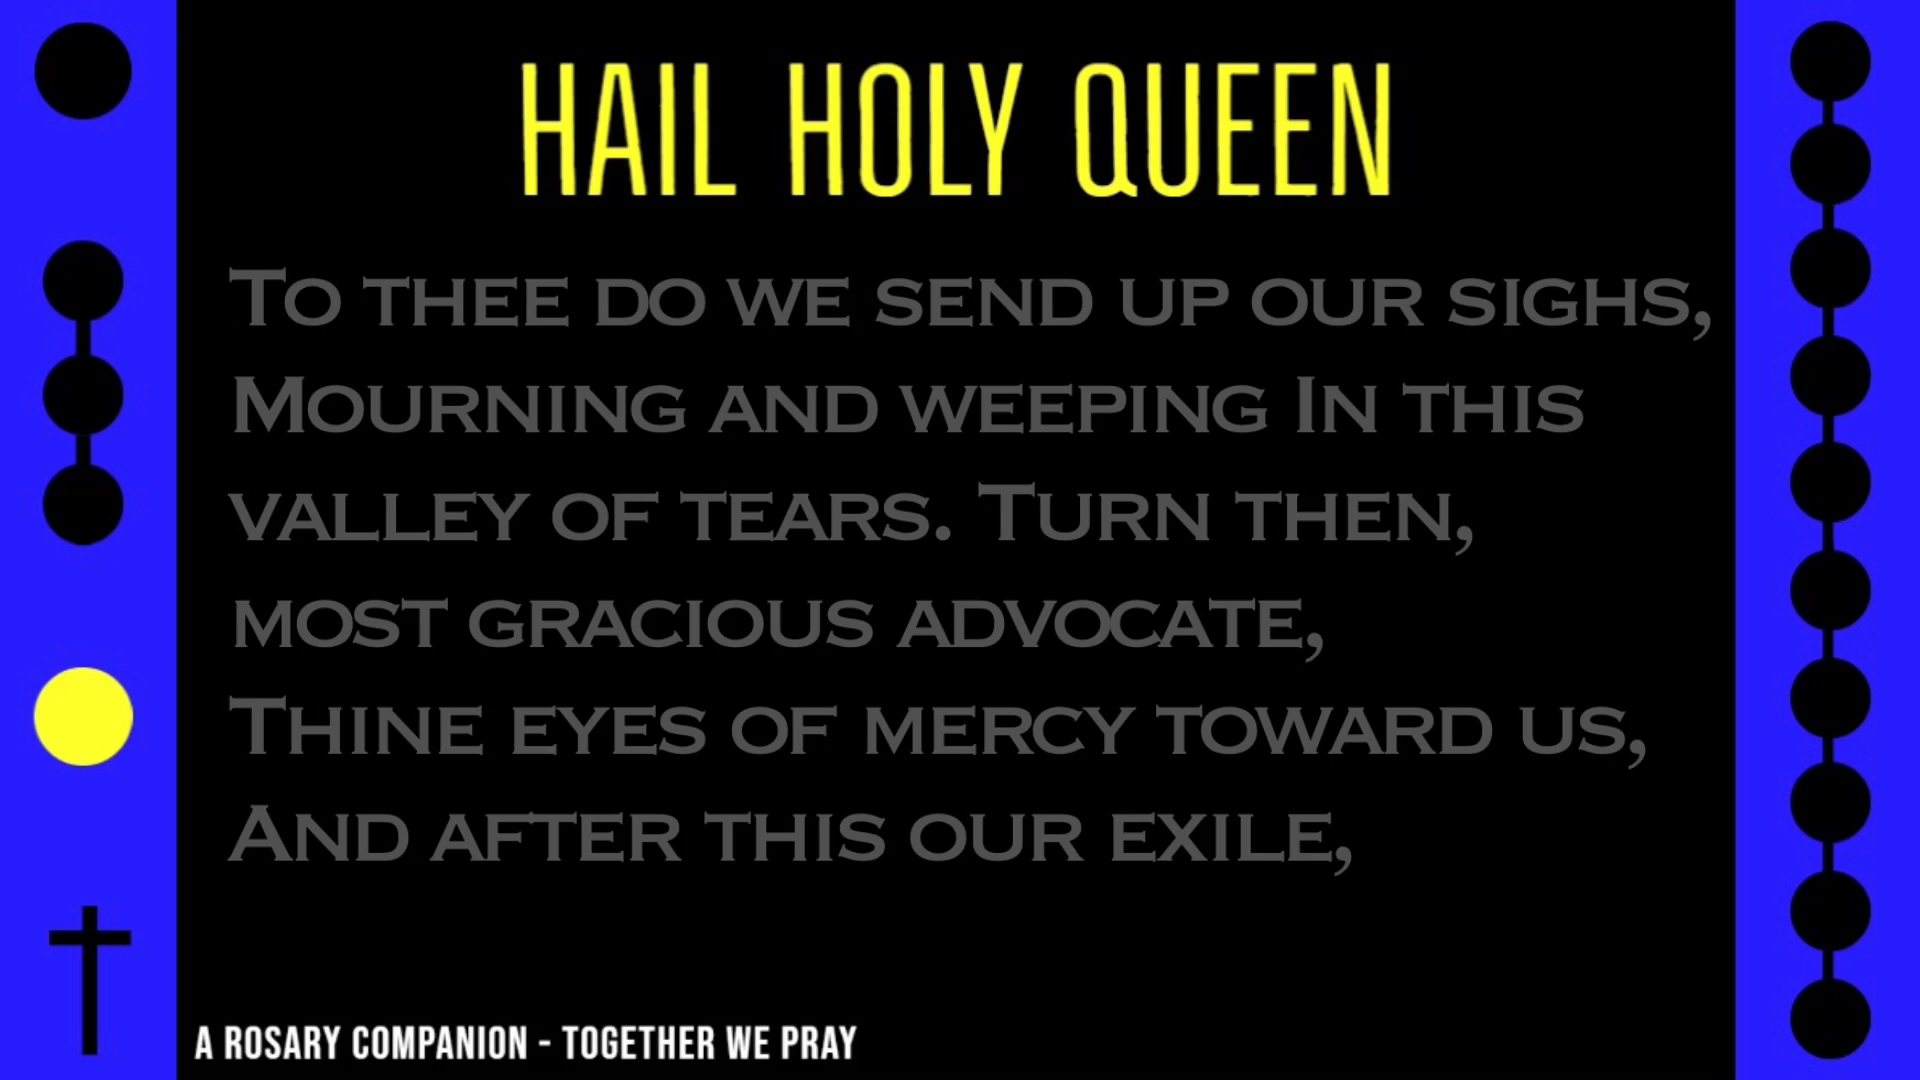 HAIL HOLY QUEEN
To thee do we send up our sighs,
Mourning and weeping In this
valley of tears. Turn then,
most gracious advocate,
Thine eyes of mercy toward us,
And after this our exile,
A ROSARY COMPANION - TOGETHER WE PRAY